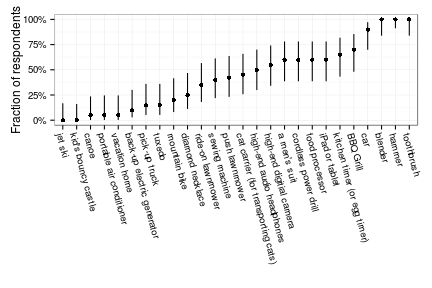 Fraction of respondents
100%
75%
50%
25%
0%
jet ski
kid's bouncy castle
canoe
portable air conditioner
vacation home
back up electric generator
pick-up truck
tuxedo
mountain bike
diamond necklace
ride-on lawnmower
sewing machine
push lawnmower
cat carrier (for transporting cats)
high-end audio headphones
high-end digital camera
a men's suit
cordless power drill
food processor
iPad or tablet
kitchen timer (or egg timer)
BBQ Grill
car
blender
hammer
toothbrush